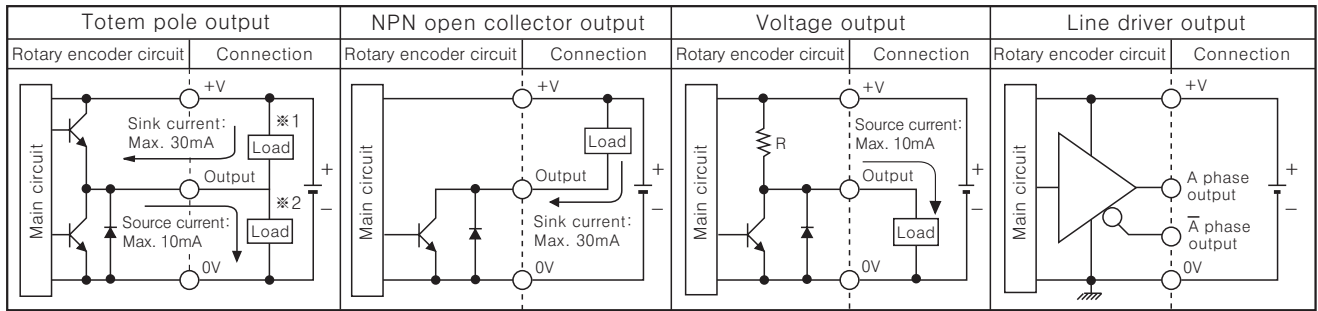 Totem pole output
Rotary encoder circuit
Connection
Main circuit
+V
Sink current:
Max. 30mA
※1
Load
Output
+
−
Source current:
Max. 10mA
※2
Load
0V
NPN open collector output
Rotary encoder circuit
Connection
Main circuit
+V
Load
Output
+
−
Sink current:
Max. 30mA
0V
Voltage output
Rotary encoder circuit
Connection
Main circuit
+V
R
Source current:
Max. 10mA
Output
+
−
Load
0V
Line driver output
Rotary encoder circuit
Connection
Main circuit
+V
A phase
output
+
−
A̅ phase
output
0V